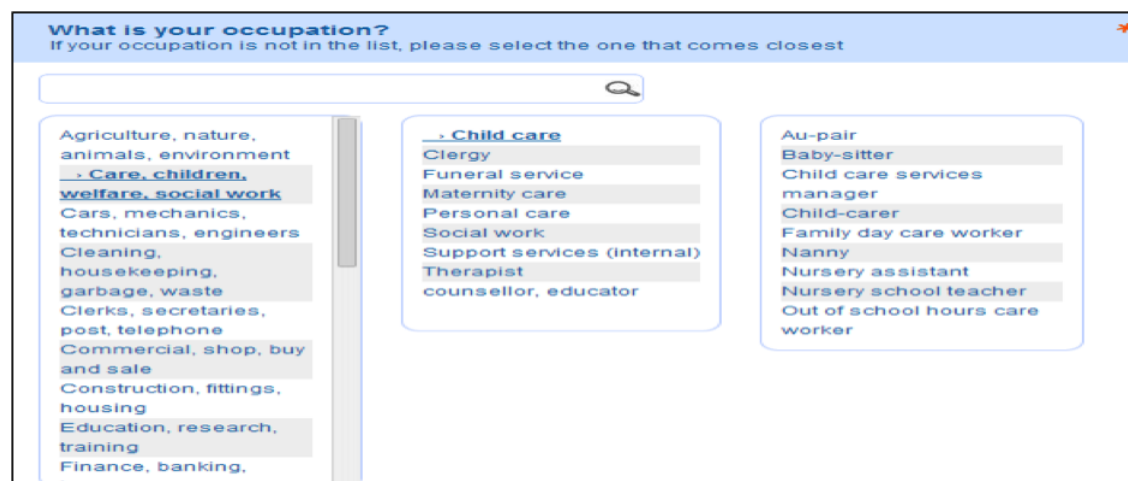 What is your occupation?
If your occupation is not in the list, please select the one that comes closest
*
Agriculture, nature,
animals, environment
› Care, children,
welfare, social work
Cars, mechanics,
technicians, engineers
Cleaning,
housekeeping,
garbage, waste
Clerks, secretaries,
post, telephone
Commercial, shop, buy
and sale
Construction, fittings,
housing
Education, research,
training
Finance, banking,
› Child care
Clergy
Funeral service
Maternity care
Personal care
Social work
Support services (internal)
Therapist
counsellor, educator
Au-pair
Baby-sitter
Child care services
manager
Child-carer
Family day care worker
Nanny
Nursery assistant
Nursery school teacher
Out of school hours care
worker